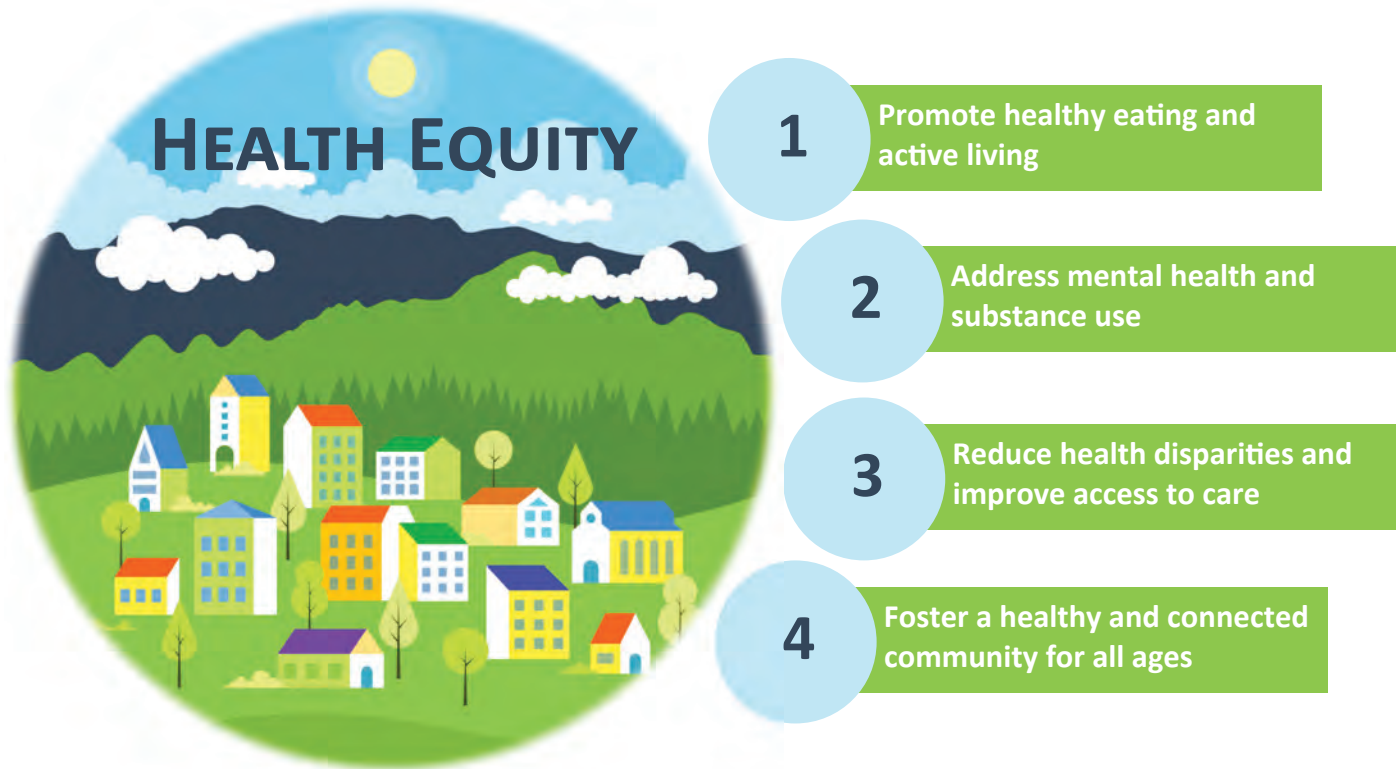 HEALTH EQUITY
1
Promote healthy eating and
active living
2
Address mental health and
substance use
3
Reduce health disparities and
improve access to care
4
Foster a healthy and connected
community for all ages